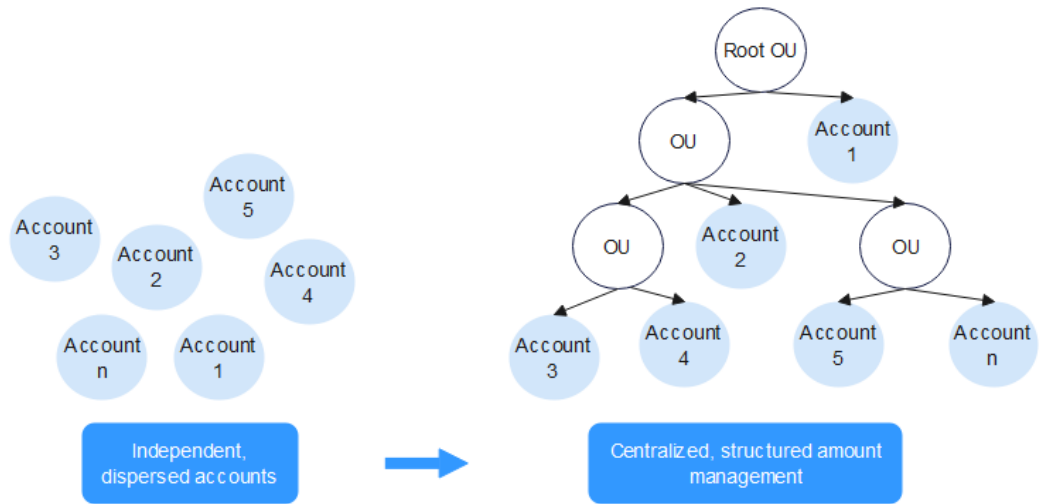 Account
5
Account
3
Account
2
Account
4
Account
n
Account
1
Independent,
dispersed accounts
Root OU
OU
Account
1
OU
Account
2
OU
Account
3
Account
4
Account
5
Account
n
Centralized, structured amount
management